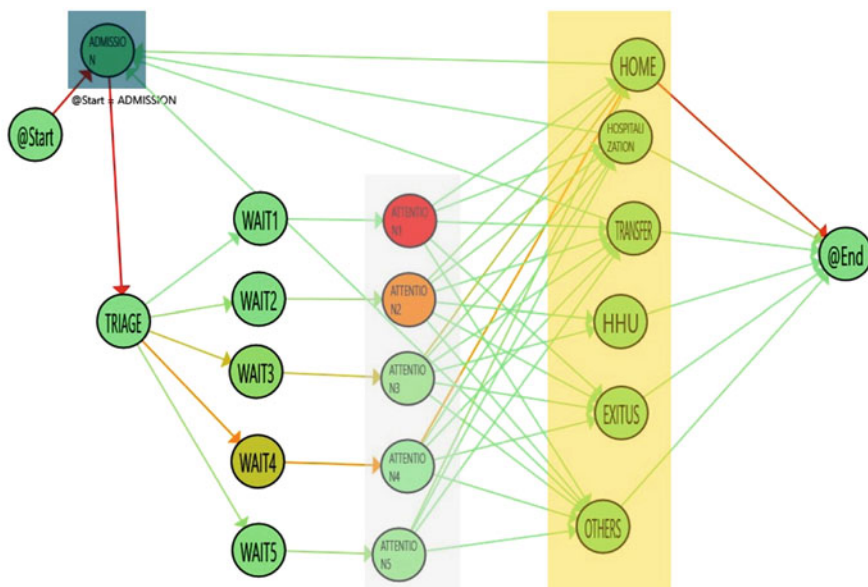 ADMISSIO
N
@Start = ADMISSION
@Start
HOME
HOSPITALI
ZATION
WAIT1
ATTENTIO
N1
TRANSFER
@End
WAIT2
ATTENTIO
N2
TRIAGE
HHU
WAIT3
ATTENTIO
N3
EXITUS
WAIT4
ATTENTIO
N4
OTHERS
WAIT5
ATTENTIO
N5